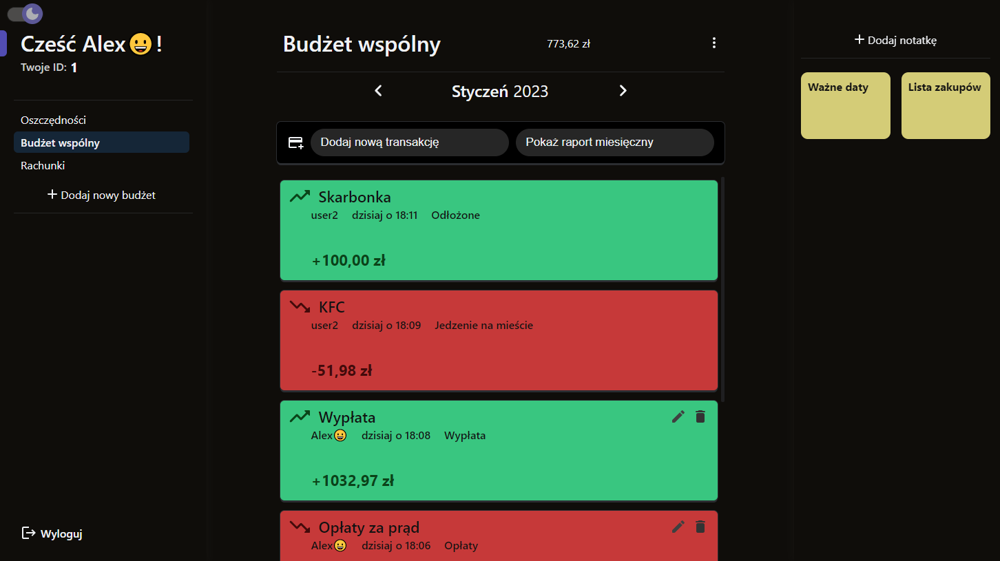 Cześć Alex😀!
Twoje ID: 1
Oszczędności
Budżet wspólny
Rachunki
+ Dodaj nowy budżet
Wyloguj
Budżet wspólny 773,62 zł
Styczeń 2023
Dodaj nową transakcję Pokaż raport miesięczny
Skarbonka
user2 dzisiaj o 18:11 Odłożone
+100,00 zł
KFC
user2 dzisiaj o 18:09 Jedzenie na mieście
-51,98 zł
Wypłata
Alex😀 dzisiaj o 18:08 Wypłata
+1032,97 zł
Opłaty za prąd
Alex😀 dzisiaj o 18:06 Opłaty
+ Dodaj notatkę
Ważne daty
Lista zakupów